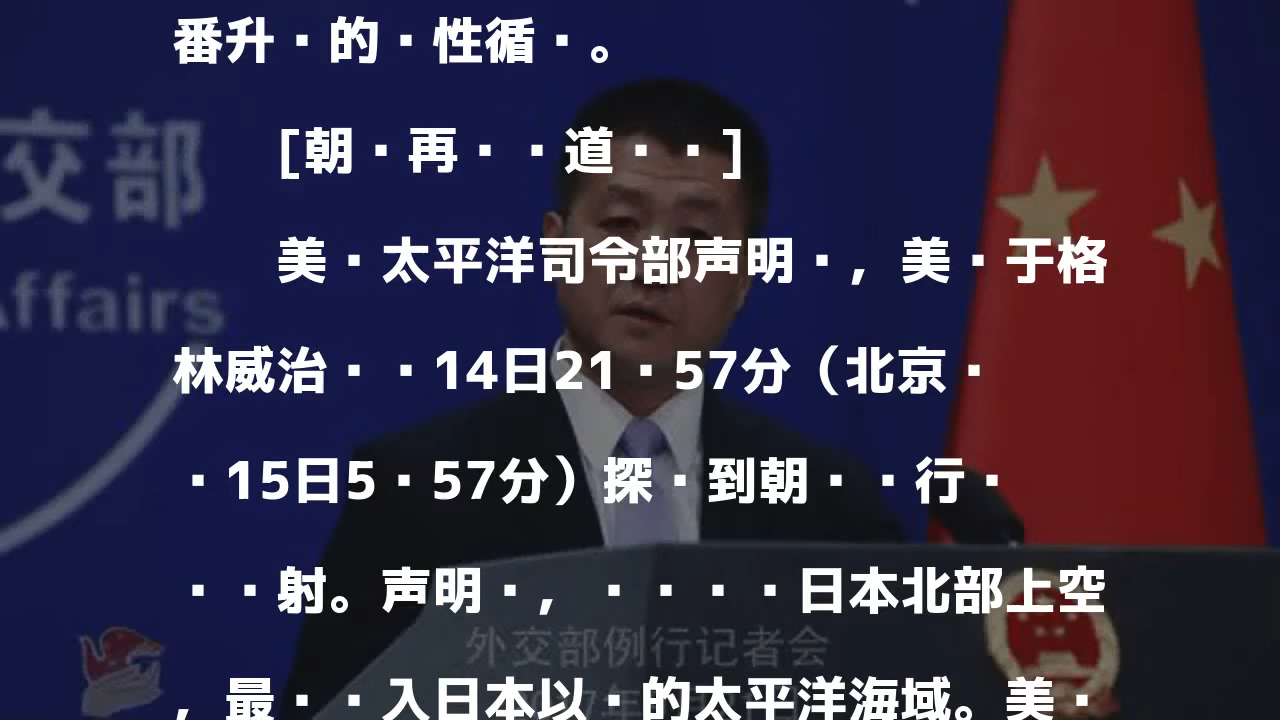 番升·的·性循·。
[朝·再··道··]
美·太平洋司令部声明·，美·于格
林威治··14日21·57分（北京·
·15日5·57分）探·到朝··行·
··射。声明·，····日本北部上空
，最··入日本以·的太平洋海域。美·
交部
Affairs
外交部例行记者会